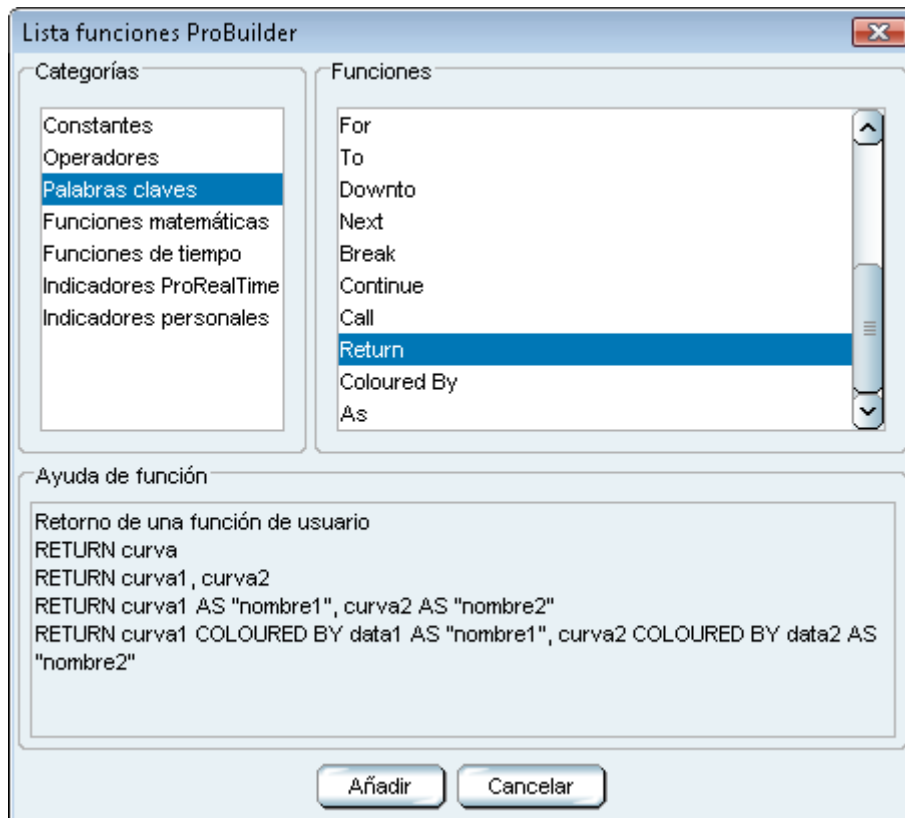 Lista funciones ProBuilder
Categorías
Constantes
Operadores
Palabras claves
Funciones matemáticas
Funciones de tiempo
Indicadores ProRealTime
Indicadores personales
Funciones
For
To
Downto
Next
Break
Continue
Call
Return
Coloured By
As
Ayuda de función
Retorno de una función de usuario
RETURN curva
RETURN curva1, curva2
RETURN curva1 AS "nombre1", curva2 AS "nombre2"
RETURN curva1 COLOURED BY data1 AS "nombre1", curva2 COLOURED BY data2 AS
"nombre2"
Añadir
Cancelar